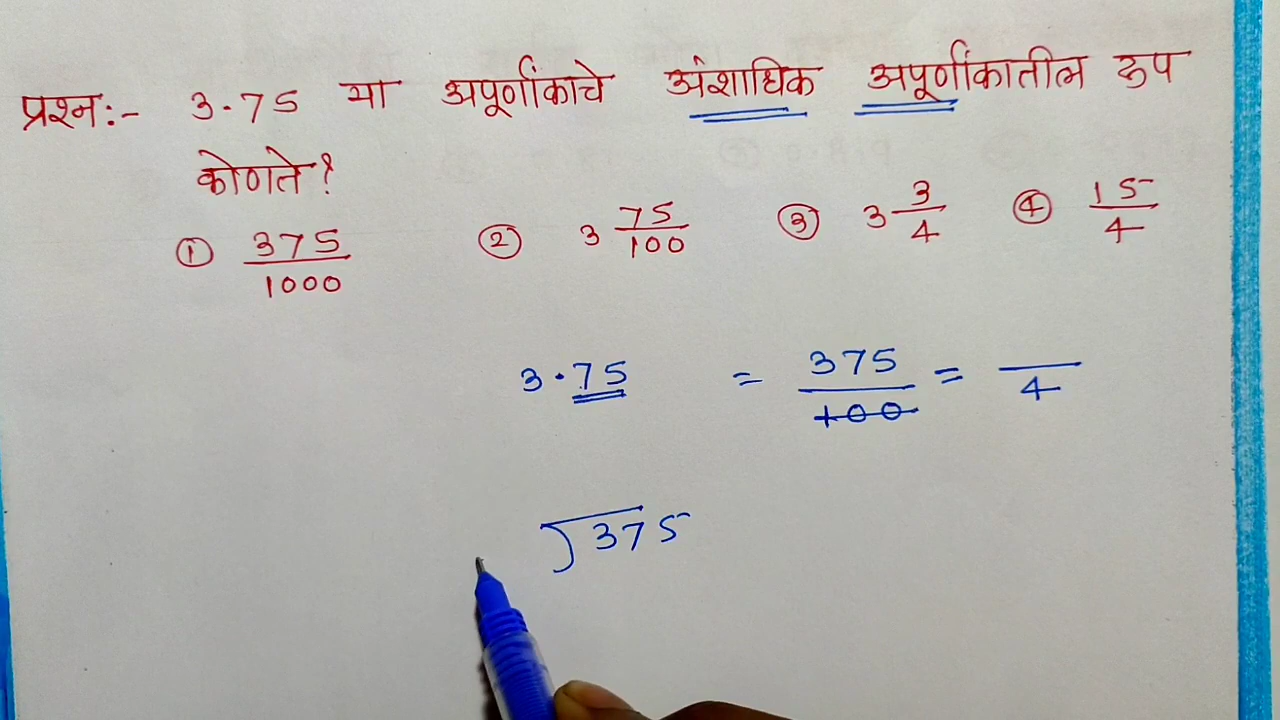 प्रश्न:- 3.75 या अपूर्णांकाचे अंशाधिक अपूर्णांकातील रुप
कोणते?
① 375/1000 ② 3 75/100 ③ 3 3/4 ④ 15/4
3.75 = 375/100 = /4
375